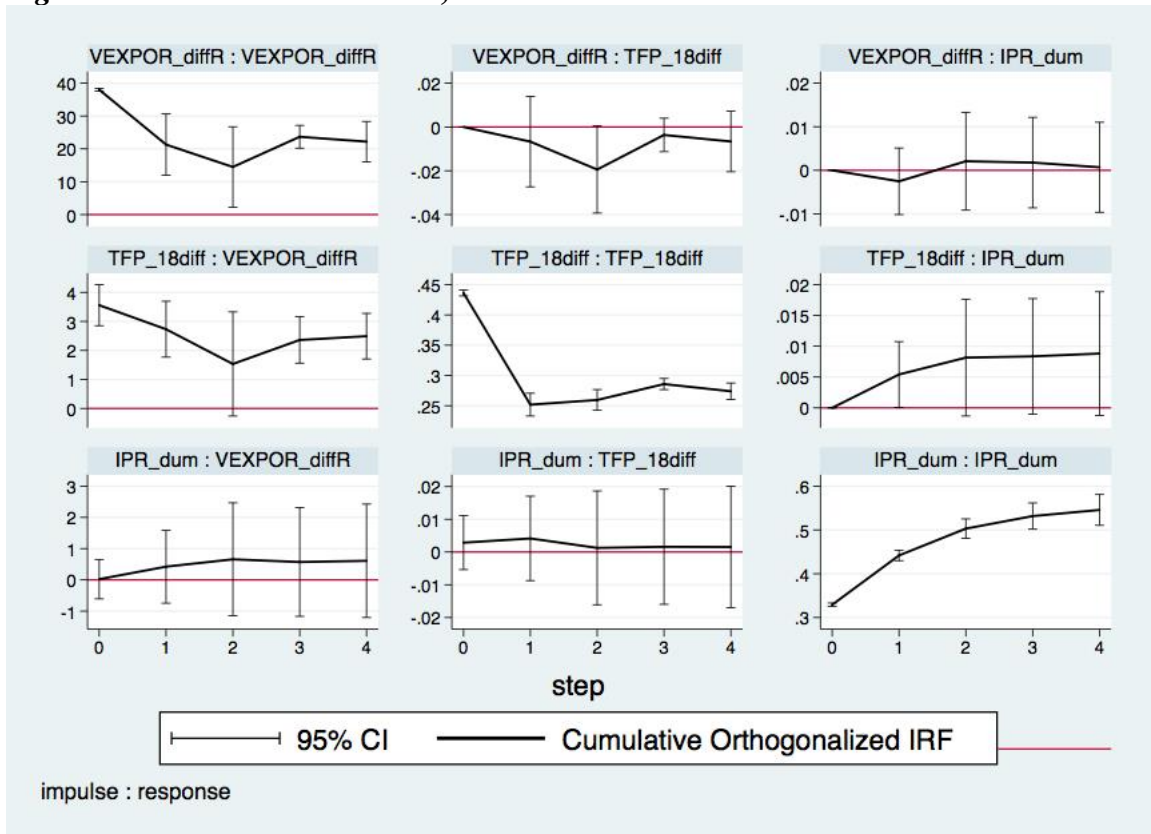 VEXPOR_diffR : VEXPOR_diffR
VEXPOR_diffR : TFP_18diff
VEXPOR_diffR : IPR_dum
40
30
20
10
0
.02
0
-.02
-.04
.02
.01
0
-.01
TFP_18diff : VEXPOR_diffR
TFP_18diff : TFP_18diff
TFP_18diff : IPR_dum
4
3
2
1
0
.45
.4
.35
.3
.25
.02
.015
.01
.005
0
IPR_dum : VEXPOR_diffR
IPR_dum : TFP_18diff
IPR_dum : IPR_dum
3
2
1
0
-1
.02
.01
0
-.01
-.02
.6
.5
.4
.3
0 1 2 3 4
0 1 2 3 4
0 1 2 3 4
step
95% CI
Cumulative Orthogonalized IRF
impulse : response